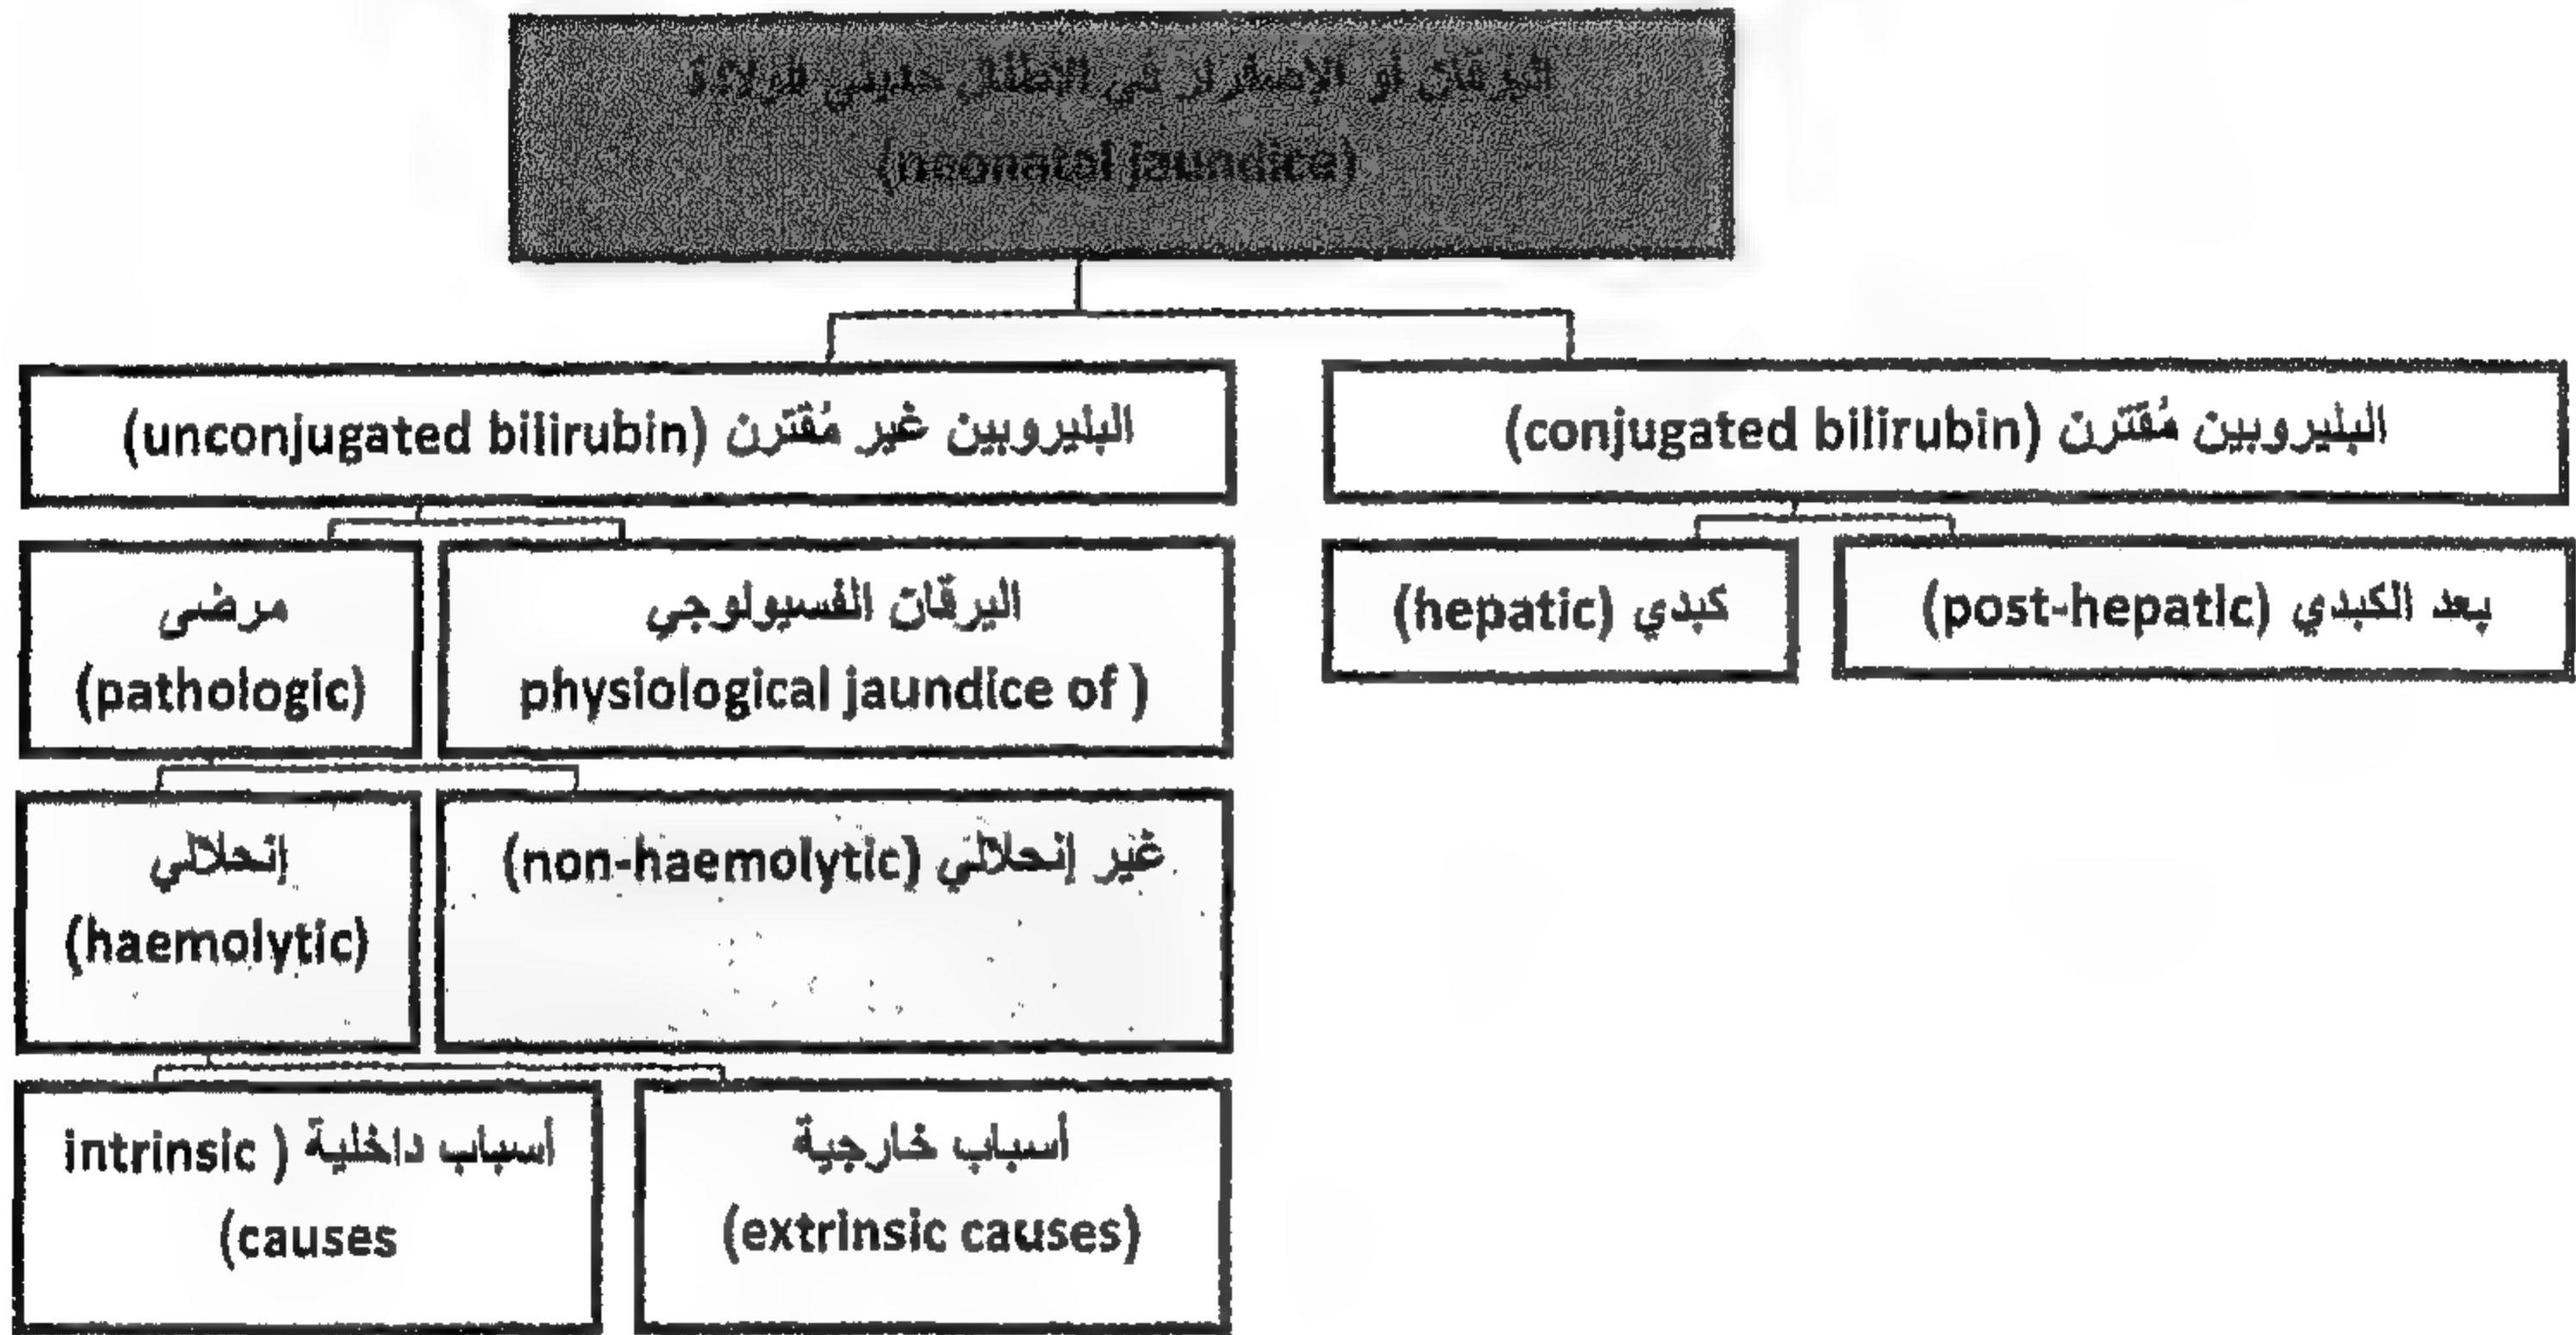 اليرقان أو الإصفرار في الأطفال حديثي الولادة
(neonatal jaundice)
البليروبين غير مُقترن (unconjugated bilirubin)
البليروبين مُقترن (conjugated bilirubin)
مرضى
(pathologic)
اليرقان الفسيولوجي
physiological jaundice of )
كبدي (hepatic)
بعد الكبدي (post-hepatic)
إنحلالي
(haemolytic)
غير إنحلالي (non-haemolytic)
أسباب داخلية ( intrinsic
(causes
أسباب خارجية
(extrinsic causes)